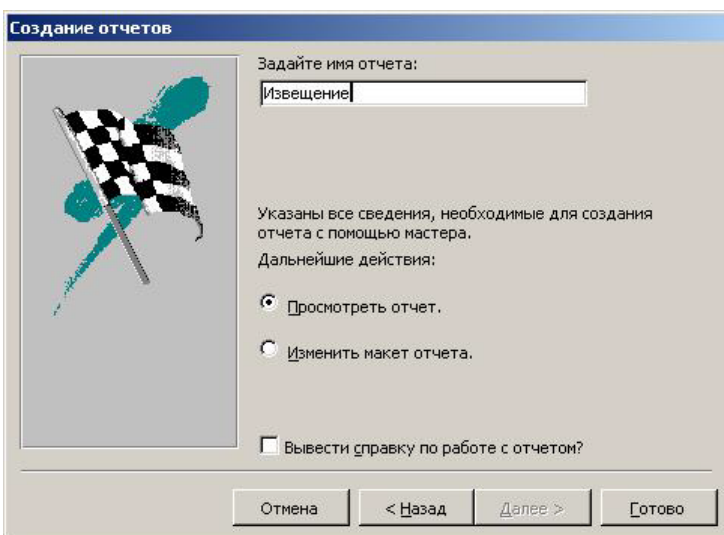 Создание отчетов
Задайте имя отчета:
Извещение
Указаны все сведения, необходимые для создания
отчета с помощью мастера.
Дальнейшие действия:
Просмотреть отчет.
Изменить макет отчета.
Вывести справку по работе с отчетом?
Отмена
< Назад
Далее >
Готово